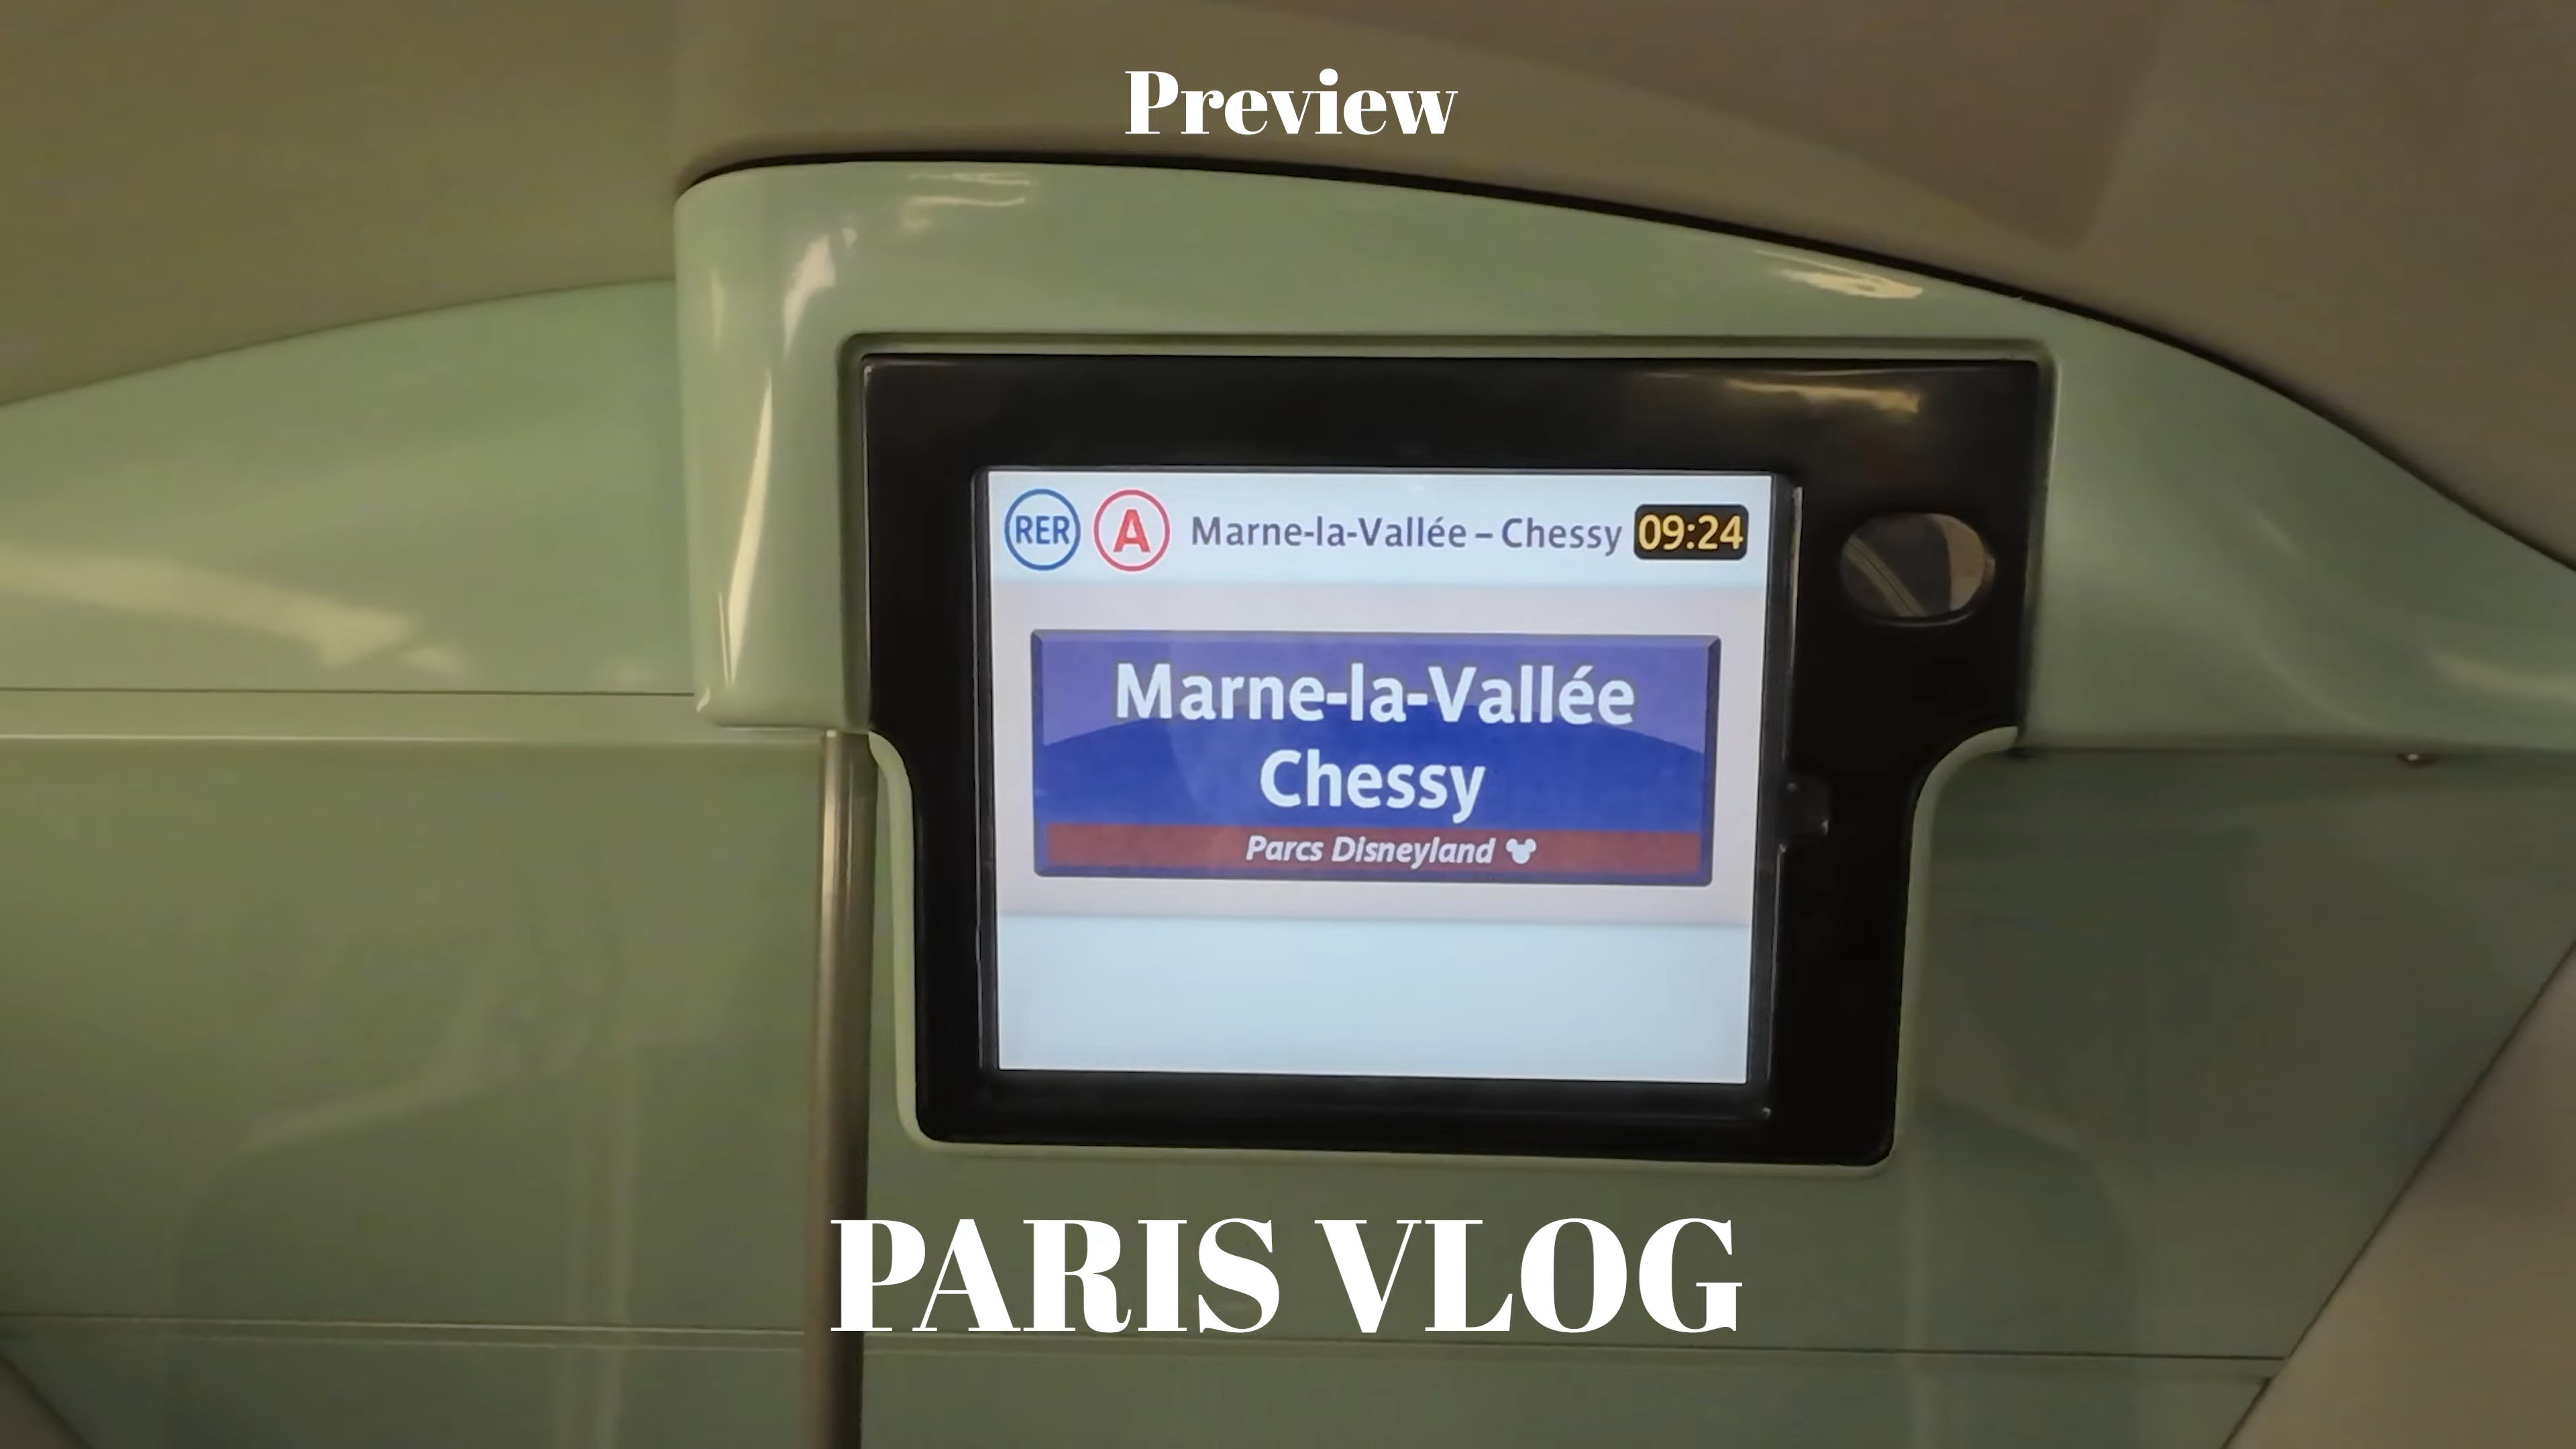 Preview
RER A Marne-la-Vallée – Chessy 09:24
Marne-la-Vallée
Chessy
Parcs Disneyland
PARIS VLOG